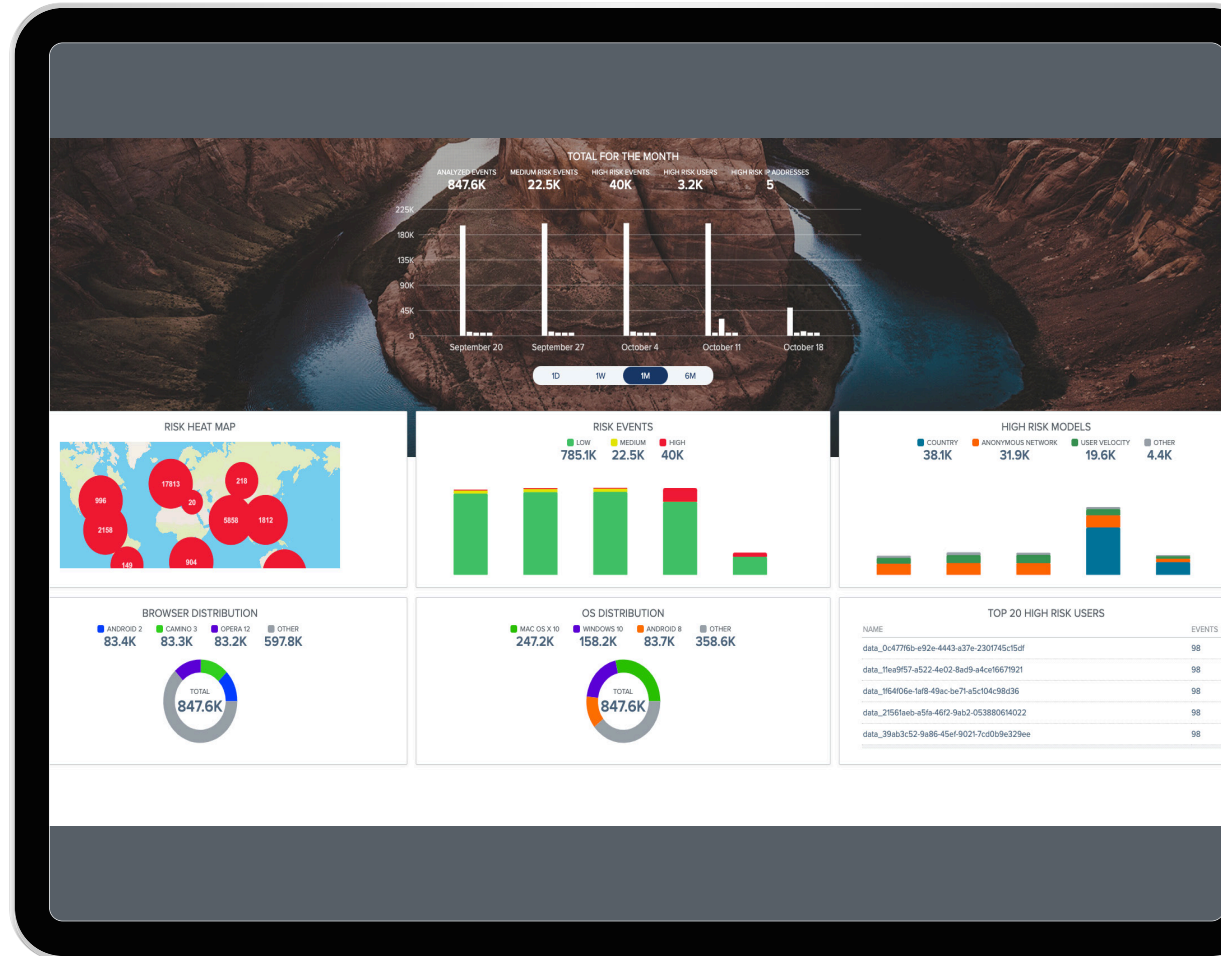 TOTAL FOR THE MONTH
ANALYZED EVENTS MEDIUM RISK EVENTS HIGH RISK EVENTS HIGH RISK USERS HIGH RISK IP ADDRESSES
847.6K 22.5K 40K 3.2K 5
225K
180K
135K
90K
45K
0
September 20 September 27 October 4 October 11 October 18
1D 1W 1M 6M
RISK HEAT MAP
996
17813
218
20
2158
5858
1812
149
904
RISK EVENTS
LOW MEDIUM HIGH
785.1K 22.5K 40K
HIGH RISK MODELS
COUNTRY ANONYMOUS NETWORK USER VELOCITY OTHER
38.1K 31.9K 19.6K 4.4K
BROWSER DISTRIBUTION
ANDROID 2 CAMINO 3 OPERA 12 OTHER
83.4K 83.3K 83.2K 597.8K
TOTAL
847.6K
OS DISTRIBUTION
MAC OS X 10 WINDOWS 10 ANDROID 8 OTHER
247.2K 158.2K 83.7K 358.6K
TOTAL
847.6K
TOP 20 HIGH RISK USERS
NAME EVENTS
data_0c477f6b-e92e-4443-a37e-2301745c15df 98
data_11ea9f57-a522-4e02-8ad9-a4ce16671921 98
data_1f64f06e-1af8-49ac-be71-a5c104c98d36 98
data_21561aeb-a5fa-46f2-9ab2-053880614022 98
data_39ab3c52-9a86-45ef-9021-7cd0b9e329ee 98